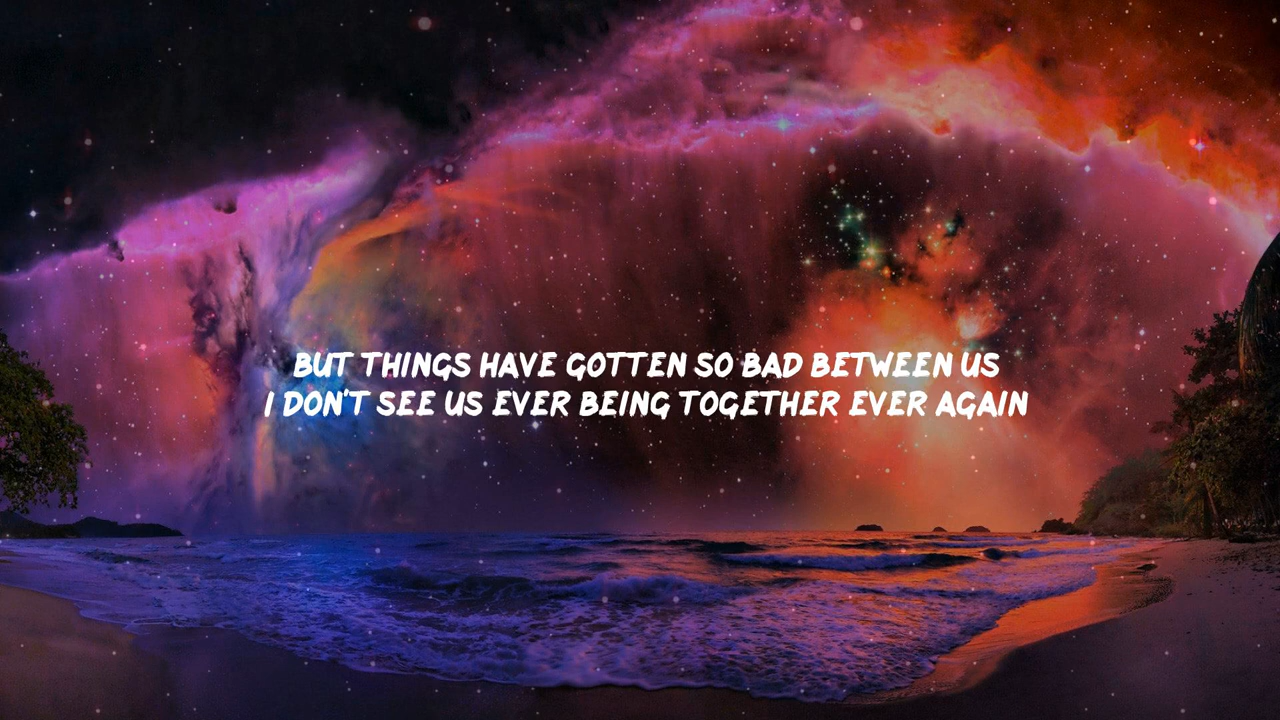 BUT THINGS HAVE GOTTEN SO BAD BETWEEN US
I DON'T SEE US EVER BEING TOGETHER EVER AGAIN